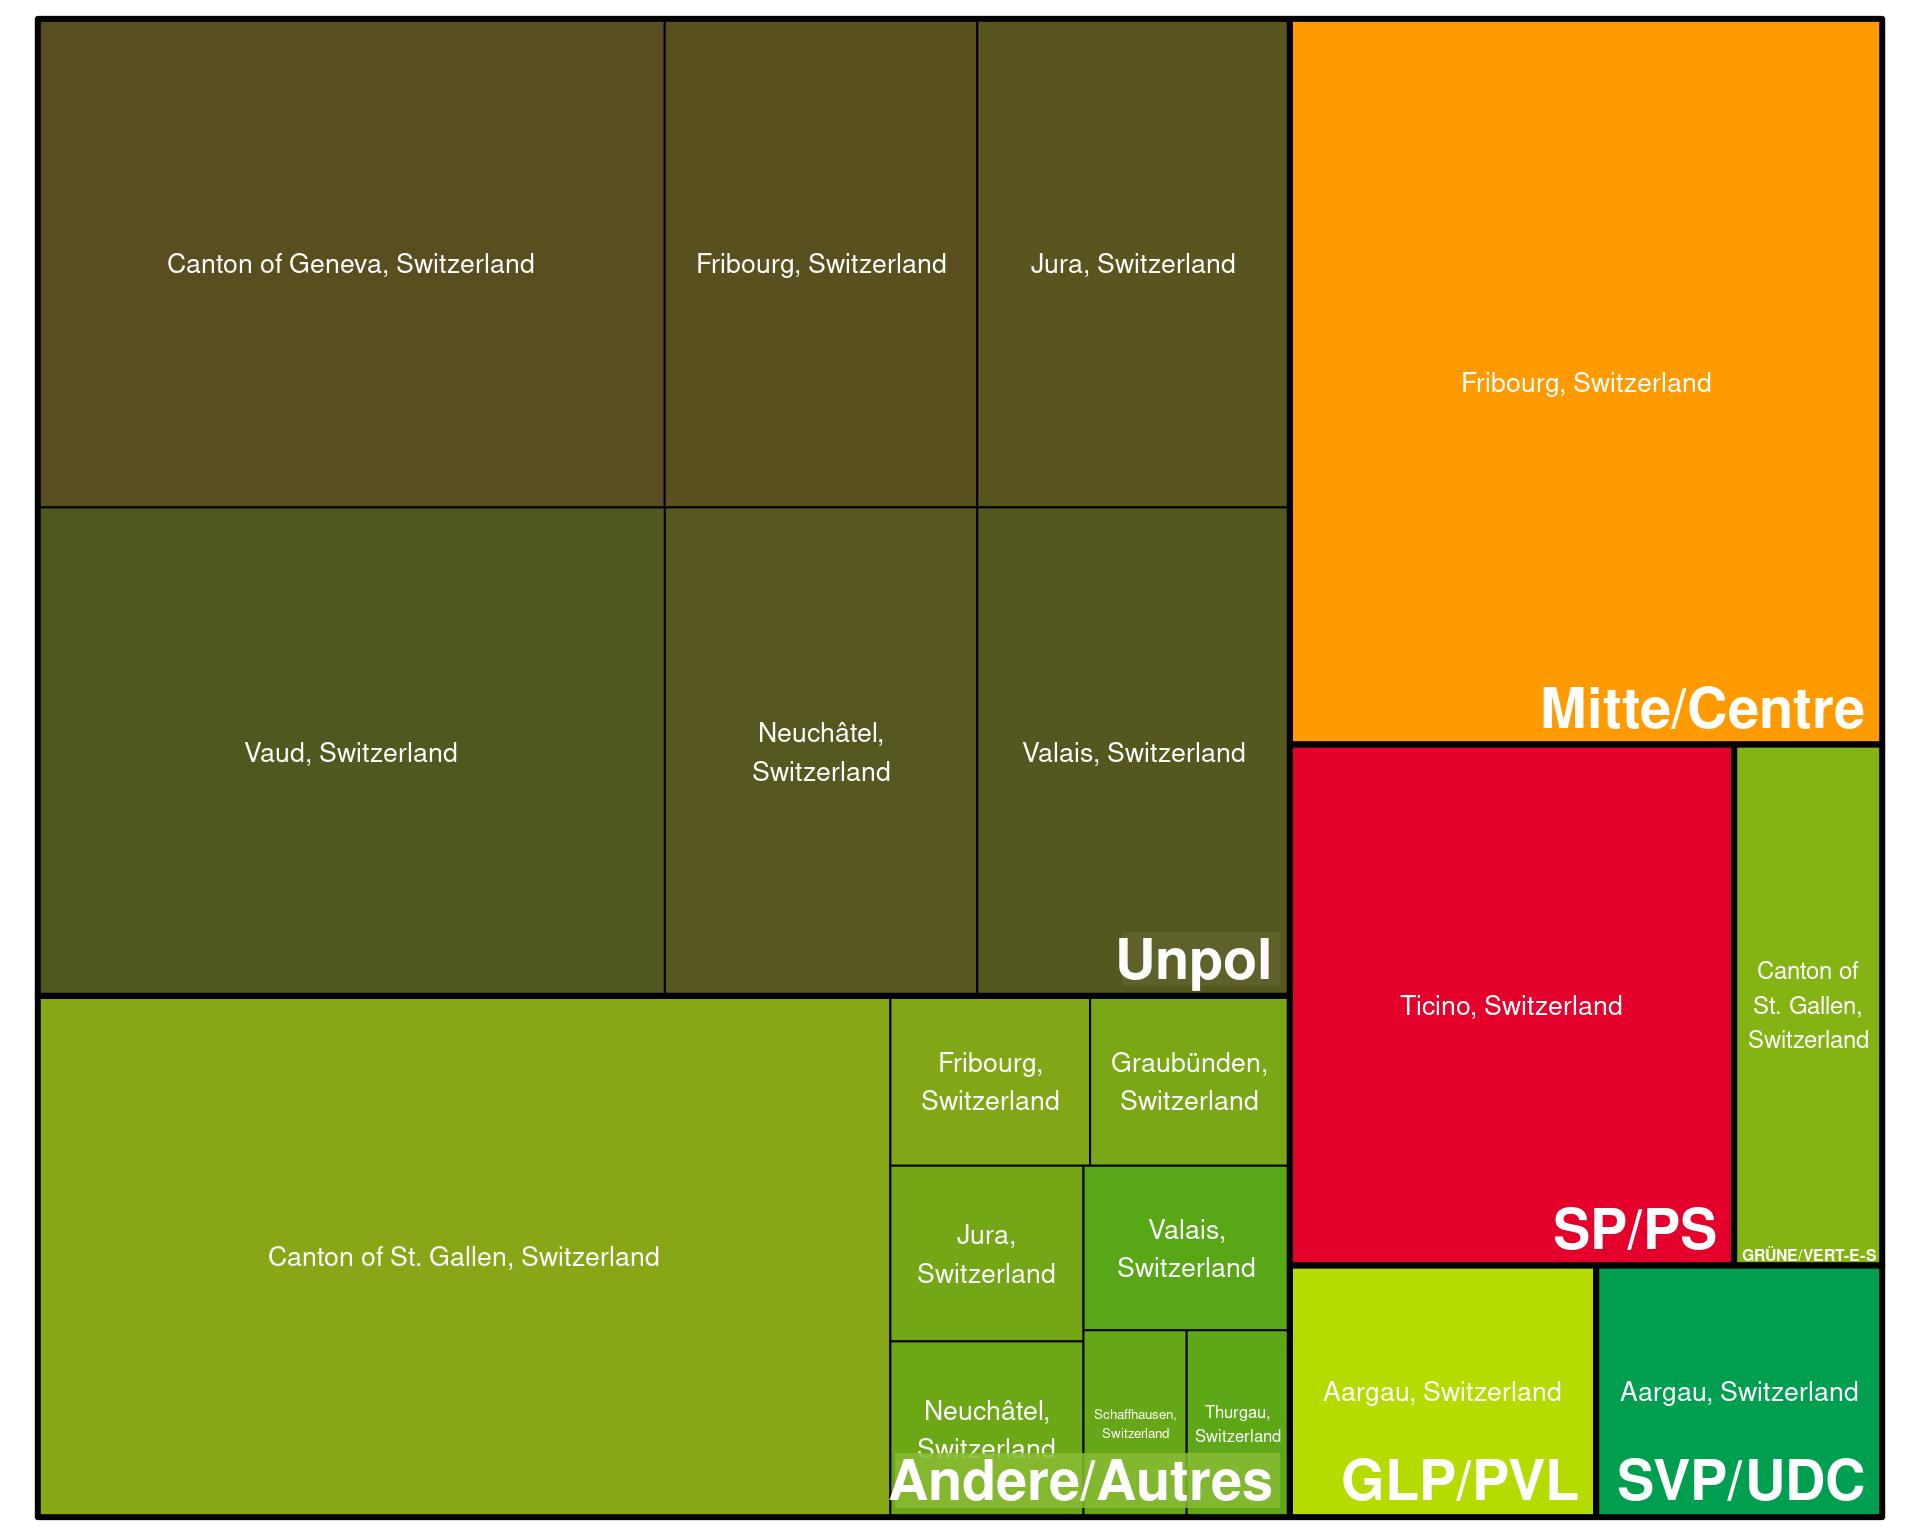 Canton of Geneva, Switzerland
Fribourg, Switzerland
Jura, Switzerland
Vaud, Switzerland
Neuchâtel,
Switzerland
Valais, Switzerland
Unpol
Canton of St. Gallen, Switzerland
Fribourg,
Switzerland
Graubünden,
Switzerland
Jura,
Switzerland
Valais,
Switzerland
Neuchâtel,
Switzerland
Schaffhausen,
Switzerland
Thurgau,
Switzerland
Andere/Autres
Fribourg, Switzerland
Mitte/Centre
Ticino, Switzerland
SP/PS
Canton of
St. Gallen,
Switzerland
GRÜNE/VERT-E-S
Aargau, Switzerland
GLP/PVL
Aargau, Switzerland
SVP/UDC